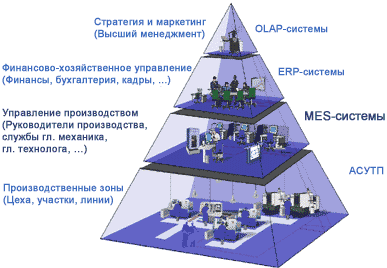 Стратегия и маркетинг
(Высший менеджмент)
OLAP-системы
Финансово-хозяйственное управление
(Финансы, бухгалтерия, кадры, ...)
ERP-системы
Управление производством
(Руководители производства,
службы гл. механика,
гл. технолога, ...)
MES-системы
Производственные зоны
(Цеха, участки, линии)
АСУТП